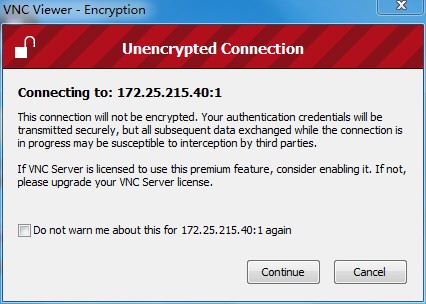 VNC Viewer - Encryption
Unencrypted Connection
Connecting to: 172.25.215.40:1
This connection will not be encrypted. Your authentication credentials will be
transmitted securely, but all subsequent data exchanged while the connection is
in progress may be susceptible to interception by third parties.
If VNC Server is licensed to use this premium feature, consider enabling it. If not,
please upgrade your VNC Server license.
Do not warn me about this for 172.25.215.40:1 again
Continue Cancel